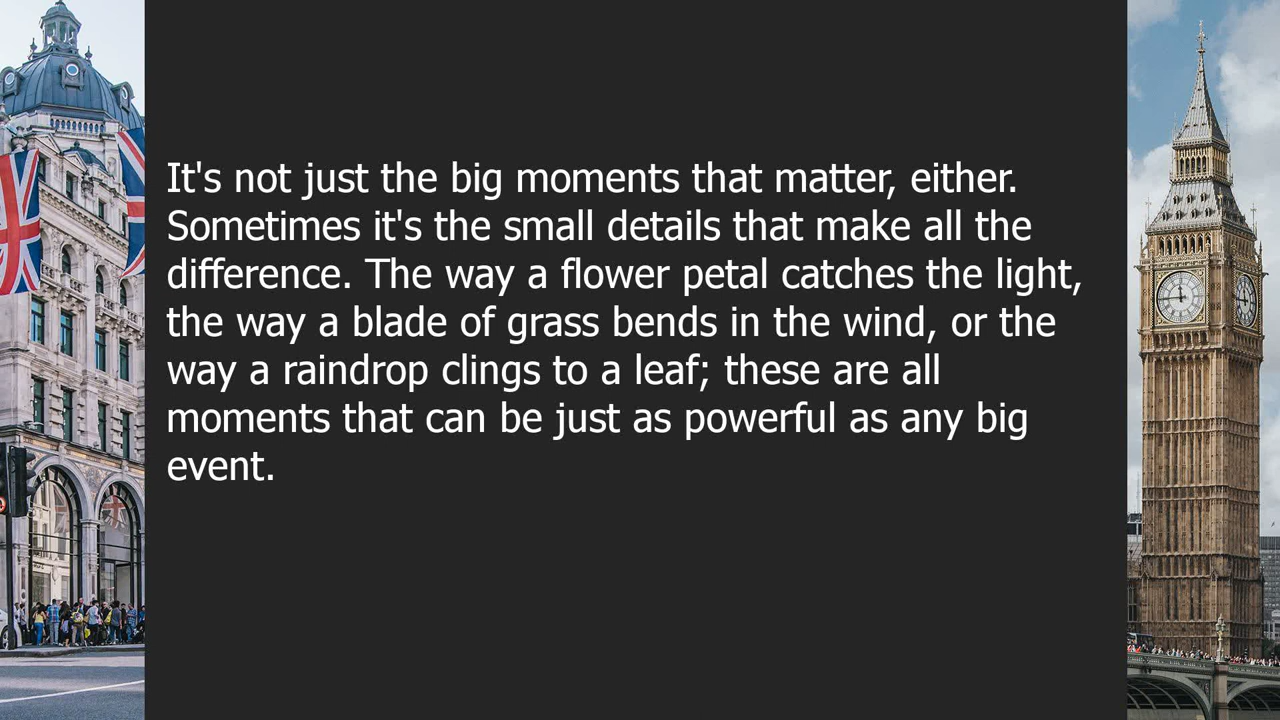 It's not just the big moments that matter, either.
Sometimes it's the small details that make all the
difference. The way a flower petal catches the light,
the way a blade of grass bends in the wind, or the
way a raindrop clings to a leaf; these are all
moments that can be just as powerful as any big
event.